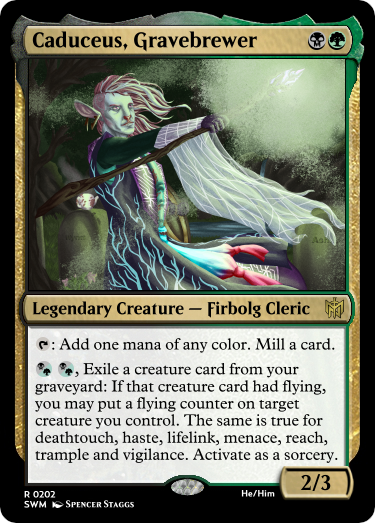 Caduceus, Gravebrewer
Legendary Creature — Firbolg Cleric
: Add one mana of any color. Mill a card.
, Exile a creature card from your
graveyard: If that creature card had flying,
you may put a flying counter on target
creature you control. The same is true for
deathtouch, haste, lifelink, menace, reach,
trample and vigilance. Activate as a sorcery.
2/3
R 0202
He/Him
SWM Spencer Staggs